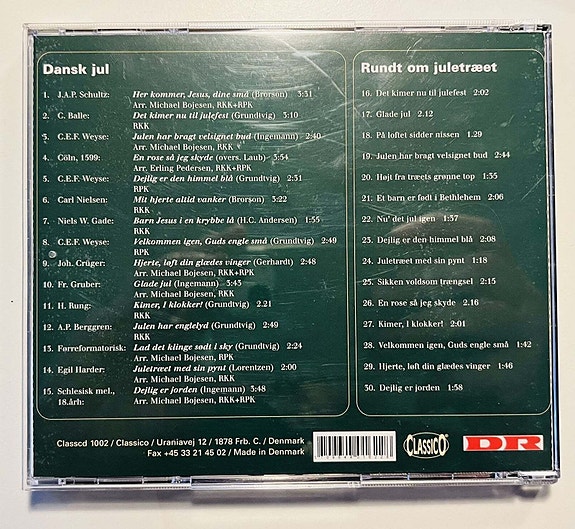 Dansk jul
1. J.A.P. Schultz: Her kommer, Jesus, dine små (Brorson) 3:31
Arr. Michael Bojesen, RKK+RPK
2. C. Balle: Det kimer nu til julefest (Grundtvig) 3:10
RKK
3. C.E.F. Weyse: Julen har bragt velsignet bud (Ingemann) 2:40
Arr. Michael Bojesen, RKK
4. Cöln, 1599: En rose så jeg skyde (overs. Laub) 3:54
Arr. Erling Pedersen, RKK+RPK
5. C.E.F. Weyse: Dejlig er den himmel blå (Grundtvig) 2:31
RPK
6. Carl Nielsen: Mit hjerte altid vanker (Brorson) 3:22
RKK
7. Niels W. Gade: Barn Jesus i en krybbe lå (H.C. Andersen) 1:55
RKK
8. C.E.F. Weyse: Velkommen igen, Guds engle små (Grundtvig) 2:49
RPK
9. Joh. Crüger: Hjerte, løft din glædes vinger (Gerhardt) 2:48
Arr. Michael Bojesen, RKK+RPK
10. Fr. Gruber: Glade jul (Ingemann) 3:43
Arr. Michael Bojesen, RKK
11. H. Rung: Kimer, I klokker! (Grundtvig) 2.21
RKK
12. A.P. Berggren: Julen har englelyd (Grundtvig) 2:49
RKK
13. Førreformatorisk: Lad det klinge sødt i sky (Grundtvig) 2:24
Arr. Michael Bojesen, RPK
14. Egil Harder: Juletræet med sin pynt (Lorentzen) 2:00
Arr. Michael Bojesen, RKK
15. Schlesisk mel., Dejlig er jorden (Ingemann) 3:48
18.årh: Arr. Michael Bojesen, RKK+RPK
Rundt om juletræet
16. Det kimer nu til julefest 2:02
17. Glade jul 2.12
18. På loftet sidder nissen 1.29
19. Julen har bragt velsignet bud 2:44
20. Højt fra træets grønne top 1:35
21. Et barn er født i Bethlehem 2:06
22. Nu' det jul igen 1:37
23. Dejlig er den himmel blå 2:08
24. Juletræet med sin pynt 1:18
25. Sikken voldsom trængsel 2:15
26. En rose så jeg skyde 2.16
27. Kimer, I klokker! 2:01
28. Velkommen igen, Guds engle små 1:42
29. Hjerte, løft din glædes vinger 1:46
30. Dejlig er jorden 1:58
Classcd 1002 / Classico / Uraniavej 12 / 1878 Frb. C. / Denmark
Fax +45 33 21 45 02 / Made in Denmark
CLASSICO
DR